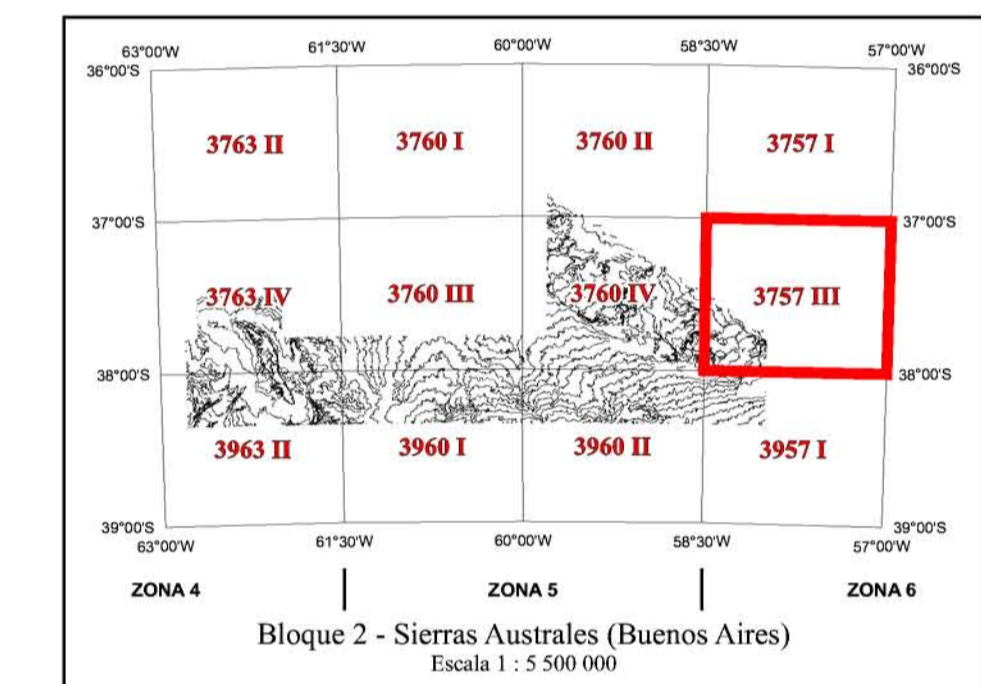 63°00'W 61°30'W 60°00'W 58°30'W 57°00'W
36°00'S 36°00'S
3763 II 3760 I 3760 II 3757 I
37°00'S 37°00'S
3763 IV 3760 III 3760 IV 3757 III
38°00'S 38°00'S
3963 II 3960 I 3960 II 3957 I
39°00'S 39°00'S
63°00'W 61°30'W 60°00'W 58°30'W 57°00'W
ZONA 4 ZONA 5 ZONA 6
Bloque 2 - Sierras Australes (Buenos Aires)
Escala 1 : 5 500 000